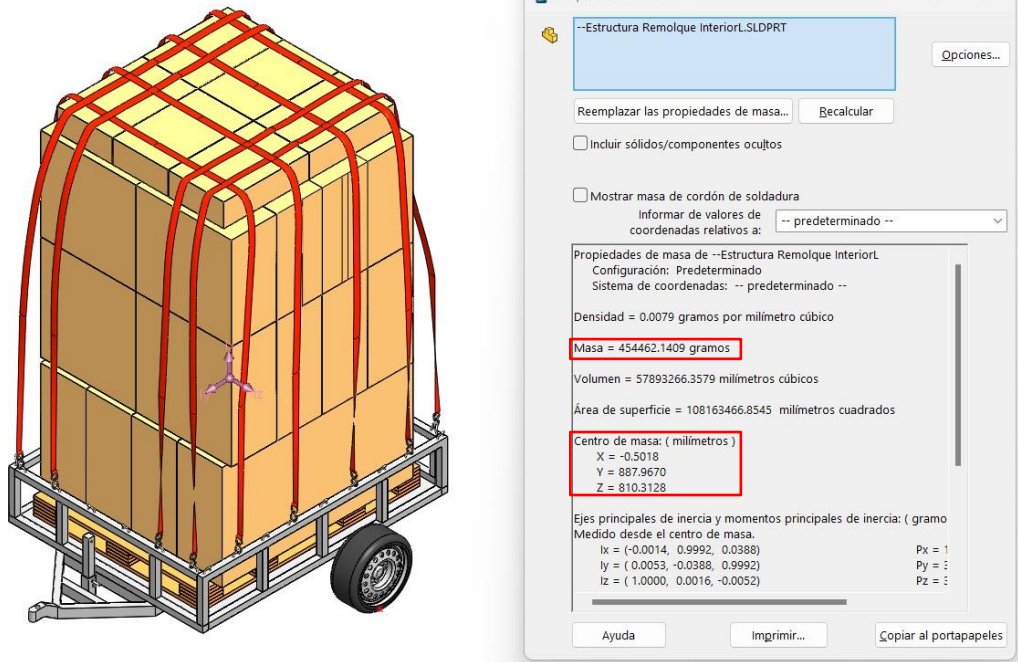 --Estructura Remolque InteriorL.SLDPRT
Opciones...
Reemplazar las propiedades de masa...
Recalcular
Incluir sólidos/componentes ocultos
Mostrar masa de cordón de soldadura
Informar de valores de
coordenadas relativos a:
-- predeterminado --
Propiedades de masa de --Estructura Remolque InteriorL
Configuración: Predeterminado
Sistema de coordenadas: -- predeterminado --
Densidad = 0.0079 gramos por milímetro cúbico
Masa = 454462.1409 gramos
Volumen = 57893266.3579 milímetros cúbicos
Área de superficie = 108163466.8545 milímetros cuadrados
Centro de masa: ( milímetros )
X = -0.5018
Y = 887.9670
Z = 810.3128
Ejes principales de inercia y momentos principales de inercia: ( gramo
Medido desde el centro de masa.
Ix = (-0.0014, 0.9992, 0.0388) Px = 1
Iy = ( 0.0053, -0.0388, 0.9992) Py = 3
Iz = ( 1.0000, 0.0016, -0.0052) Pz = 3
Ayuda
Imprimir...
Copiar al portapapeles